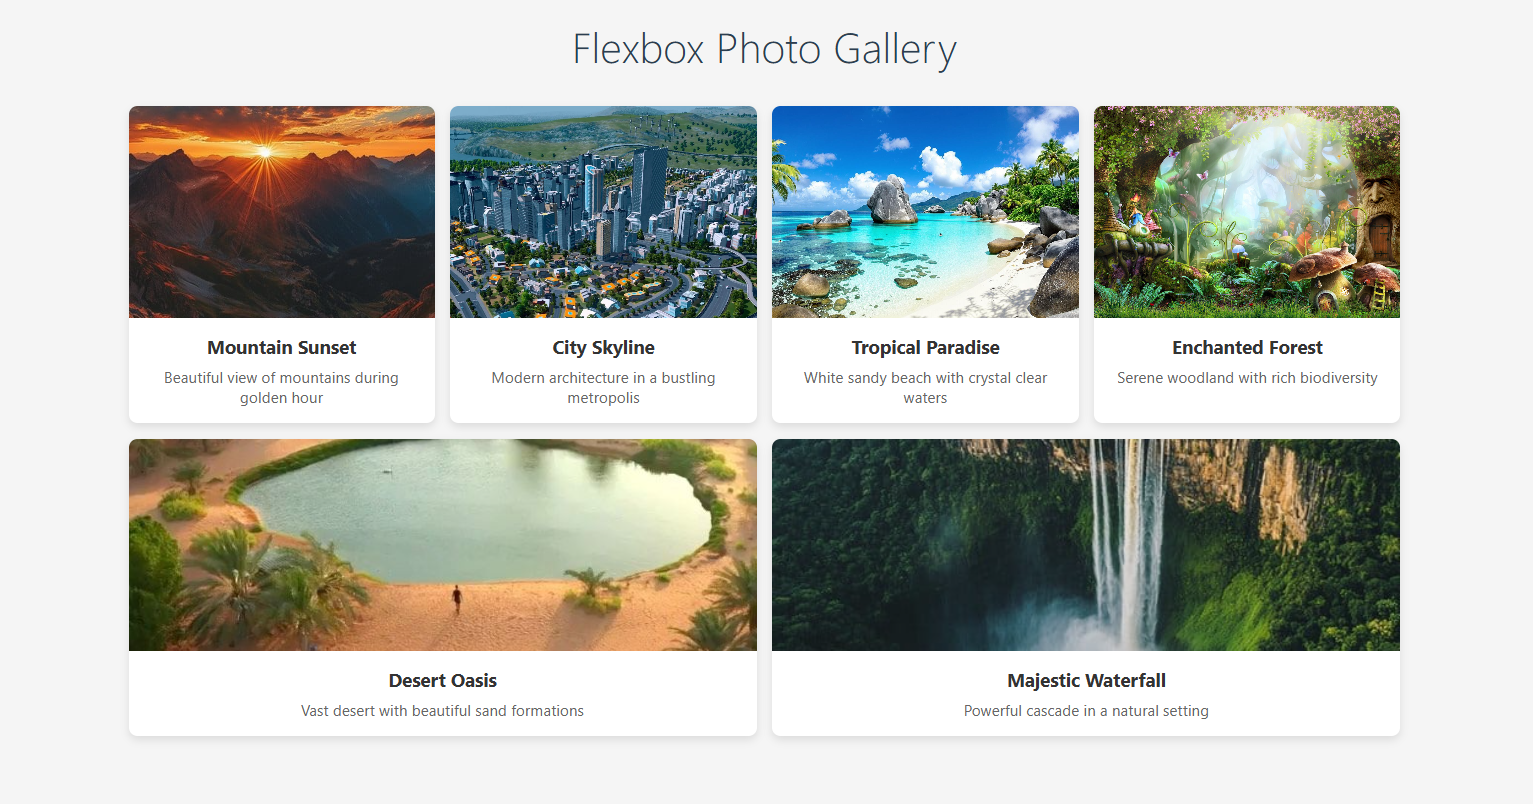 Flexbox Photo Gallery
Mountain Sunset
Beautiful view of mountains during
golden hour
City Skyline
Modern architecture in a bustling
metropolis
Tropical Paradise
White sandy beach with crystal clear
waters
Enchanted Forest
Serene woodland with rich biodiversity
Desert Oasis
Vast desert with beautiful sand formations
Majestic Waterfall
Powerful cascade in a natural setting